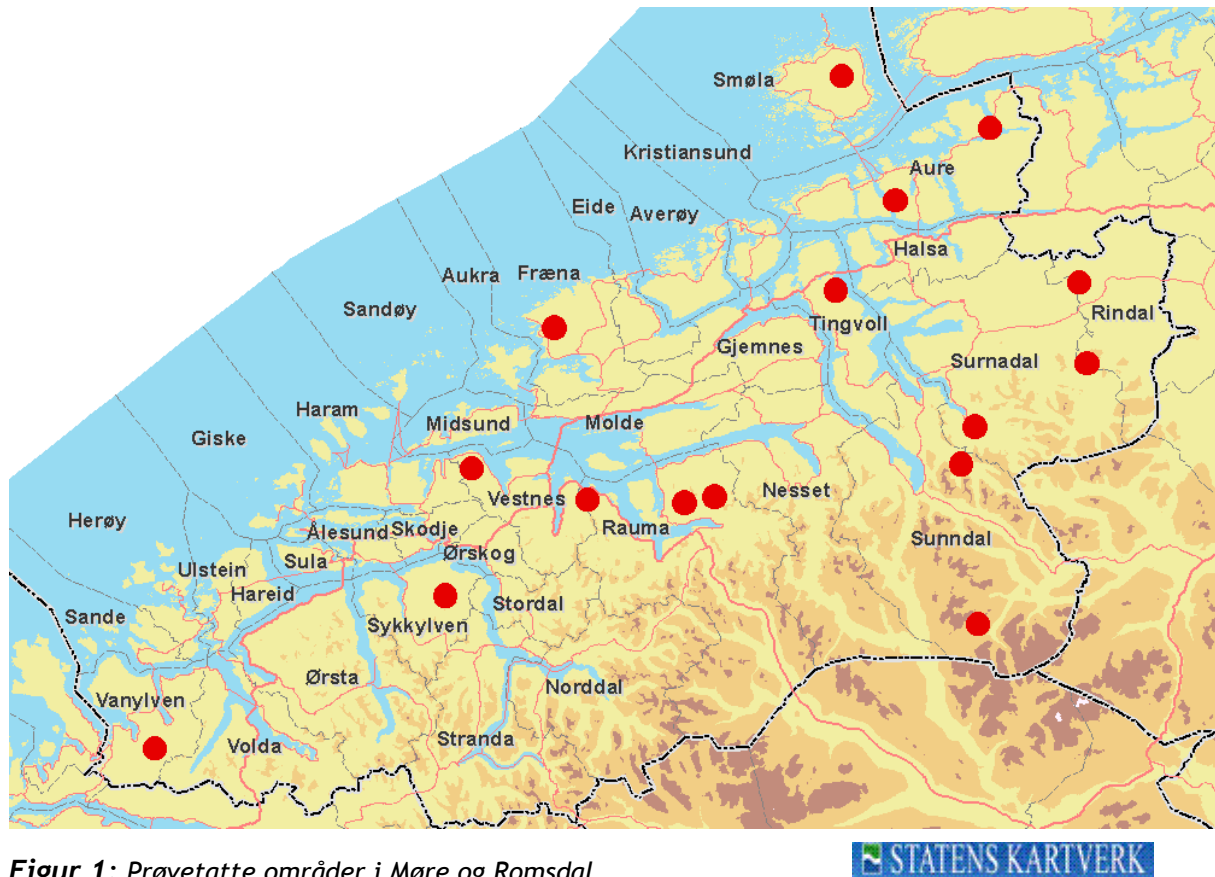 Smøla
Kristiansund
Aure
Eide
Averøy
Halsa
Aukra
Fræna
Sandøy
Tingvoll
Rindal
Gjemnes
Surnadal
Haram
Midsund
Molde
Giske
Vestnes
Nesset
Herøy
Ålesund
Skodje
Rauma
Sunndal
Ørskog
Sula
Ulstein
Hareid
Stordal
Sande
Sykkylven
Ørsta
Norddal
Vanylven
Volda
Stranda
STATENS KARTVERK
Figur 1: Prøvetatte områder i Møre og Romsdal